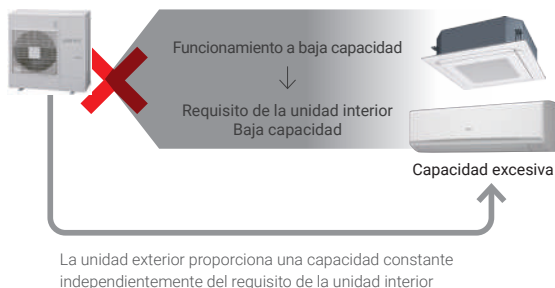 Funcionamiento a baja capacidad
Requisito de la unidad interior
Baja capacidad
Capacidad excesiva
La unidad exterior proporciona una capacidad constante
independientemente del requisito de la unidad interior